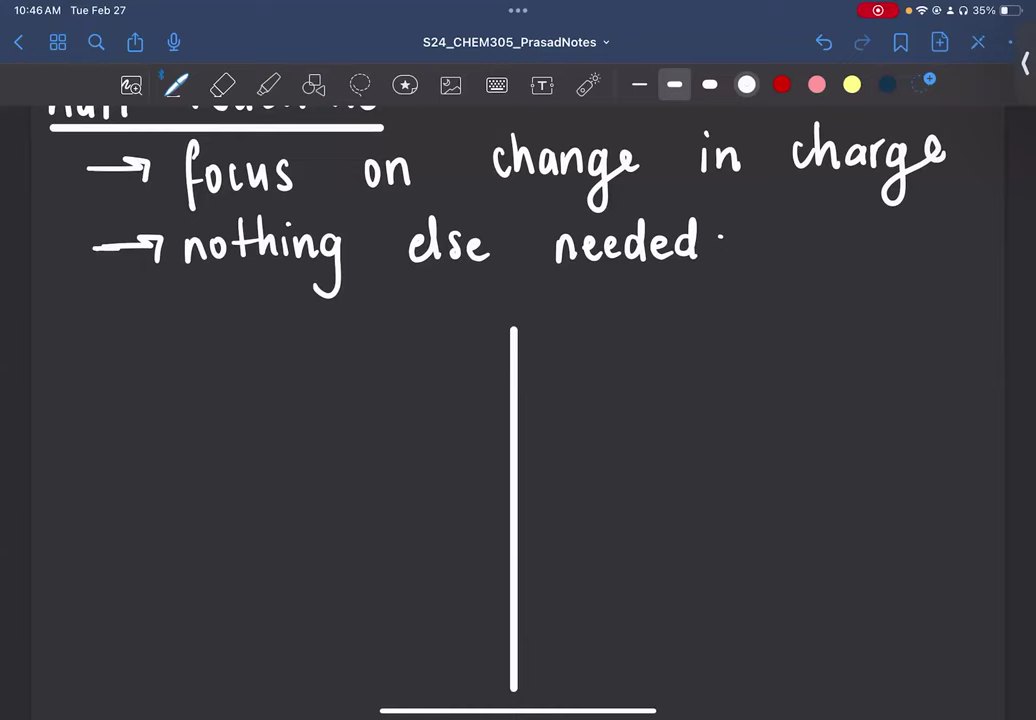 10:46 AM Tue Feb 27
35%
S24_CHEM305_PrasadNotes
→ focus on change in charge
→ nothing else needed.